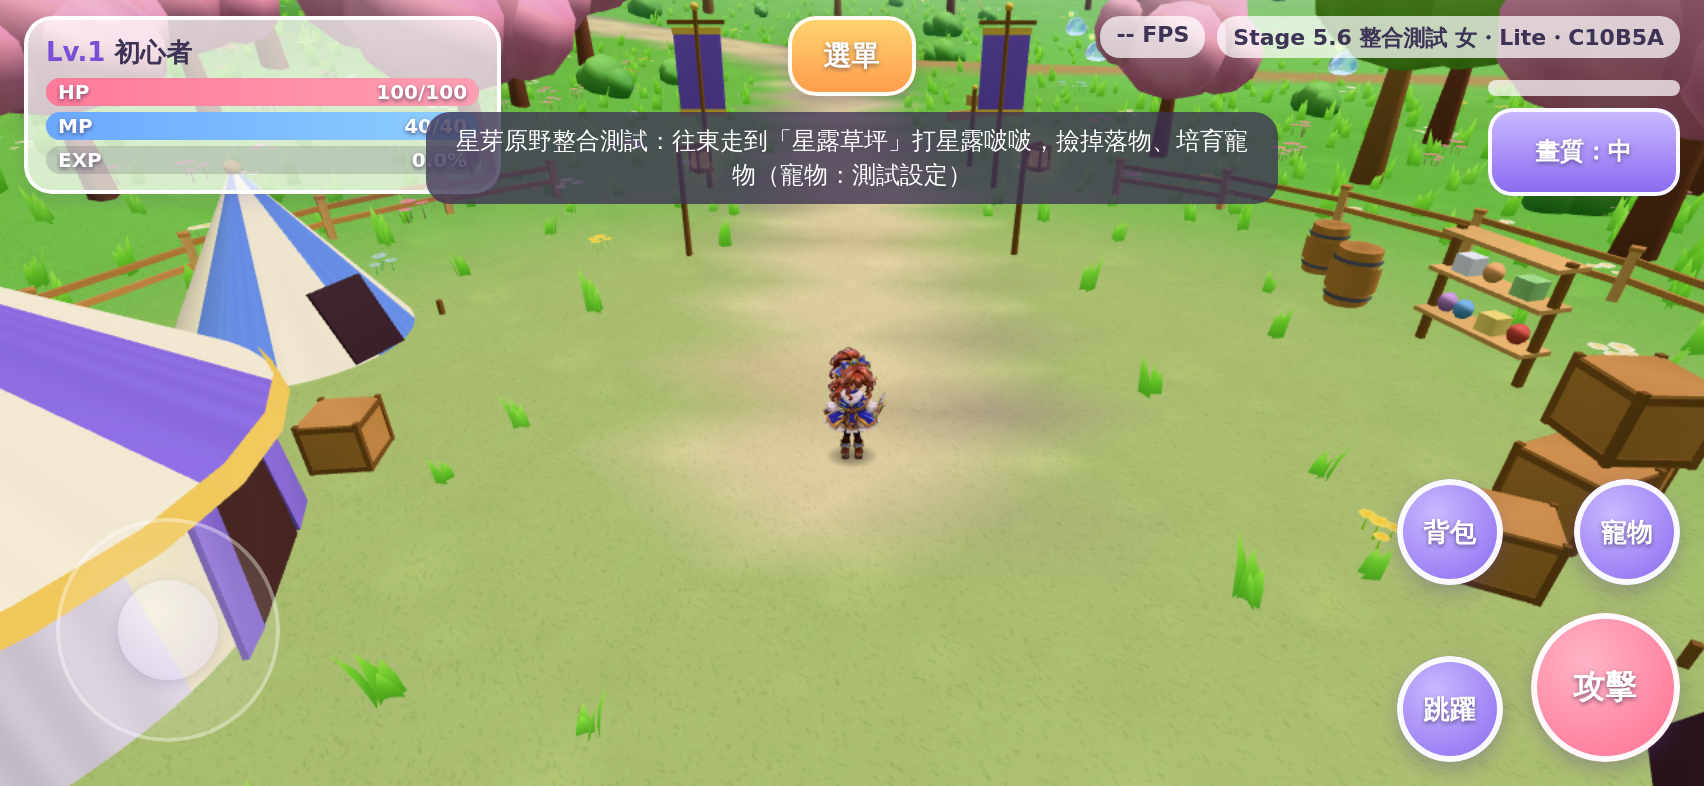 Lv.1 初心者
HP 100/100
MP 40/40
EXP 0.0%
選單
-- FPS
Stage 5.6 整合測試 女・Lite・C10B5A
畫質：中
星芽原野整合測試：往東走到「星露草坪」打星露啵啵，撿掉落物、培育寵
物（寵物：測試設定）
背包
寵物
跳躍
攻擊